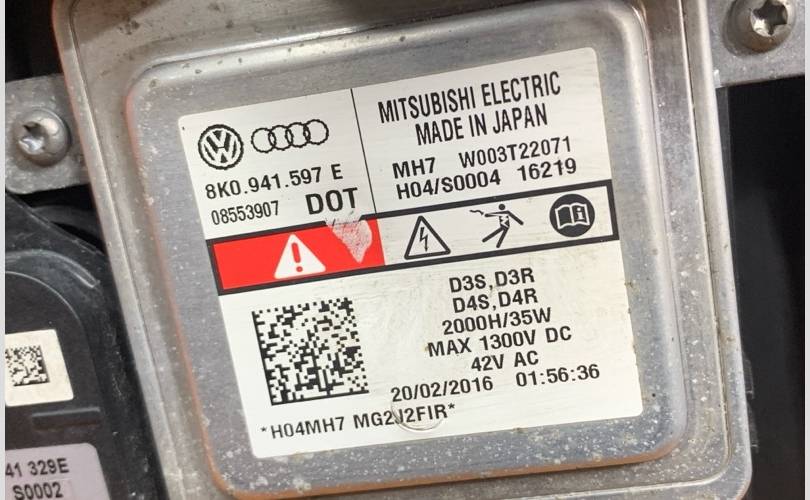 MITSUBISHI ELECTRIC
MADE IN JAPAN
8K0.941.597 E
08553907 DOT
MH7 W003T22071
H04/S0004 16219
D3S,D3R
D4S,D4R
2000H/35W
MAX 1300V DC
42V AC
20/02/2016 01:56:36
*H04MH7 MG2J2FIR*
41 329E
S0002